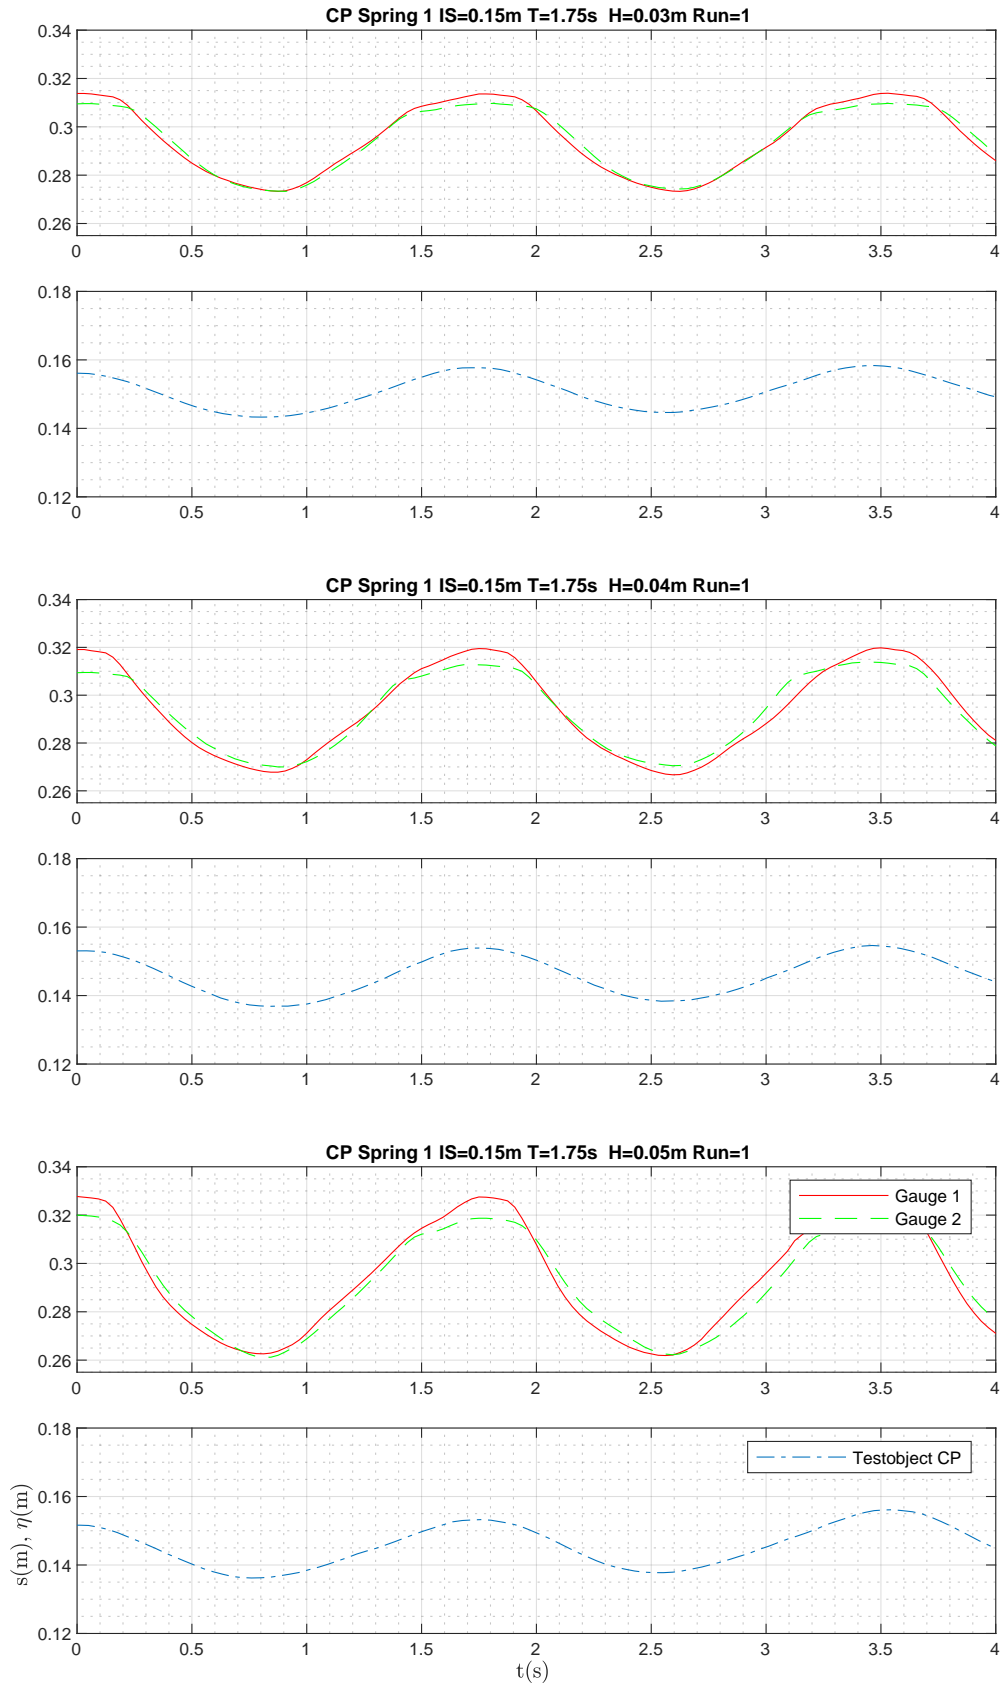 CP Spring 1 IS=0.15m T=1.75s  H=0.03m Run=1
0.34
0.32
0.3
0.28
0.26
0 0.5 1 1.5 2 2.5 3 3.5 4
0.18
0.16
0.14
0.12
0 0.5 1 1.5 2 2.5 3 3.5 4
CP Spring 1 IS=0.15m T=1.75s  H=0.04m Run=1
0.34
0.32
0.3
0.28
0.26
0 0.5 1 1.5 2 2.5 3 3.5 4
0.18
0.16
0.14
0.12
0 0.5 1 1.5 2 2.5 3 3.5 4
CP Spring 1 IS=0.15m T=1.75s  H=0.05m Run=1
0.34
0.32
0.3
0.28
0.26
Gauge 1
Gauge 2
0 0.5 1 1.5 2 2.5 3 3.5 4
0.18
0.16
0.14
0.12
Testobject CP
s(m), η(m)
0 0.5 1 1.5 2 2.5 3 3.5 4
t(s)